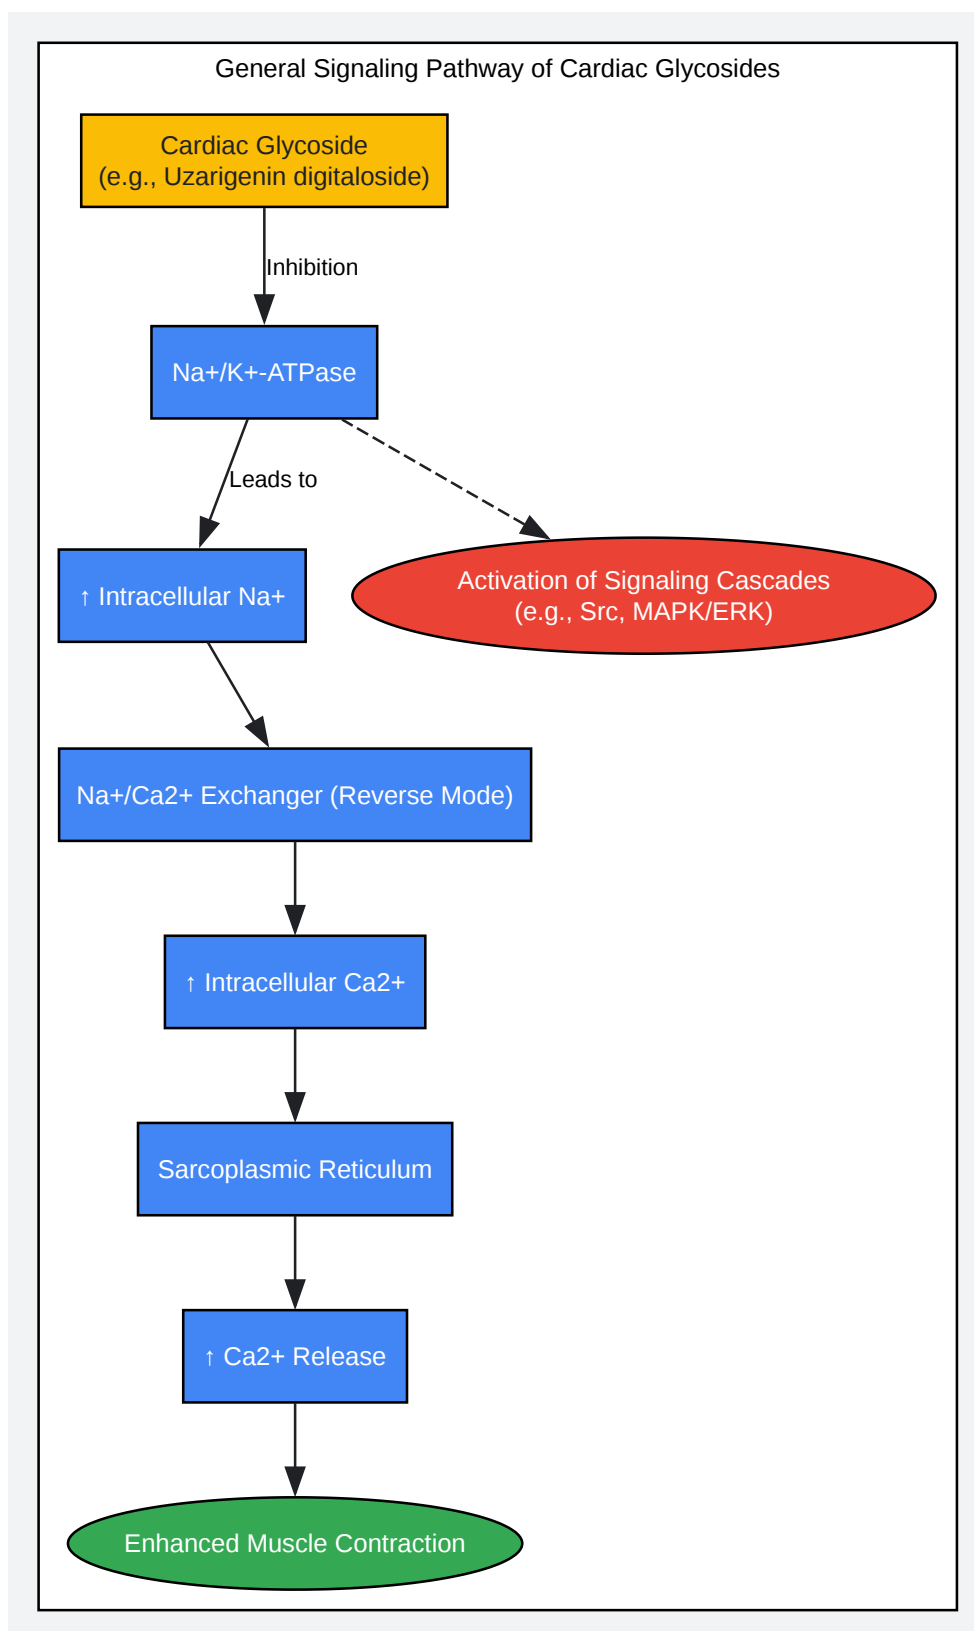 General Signaling Pathway of Cardiac Glycosides
Cardiac Glycoside
(e.g., Uzarigenin digitaloside)
Inhibition
Na+/K+-ATPase
Leads to
↑ Intracellular Na+
Activation of Signaling Cascades
(e.g., Src, MAPK/ERK)
Na+/Ca2+ Exchanger (Reverse Mode)
↑ Intracellular Ca2+
Sarcoplasmic Reticulum
↑ Ca2+ Release
Enhanced Muscle Contraction